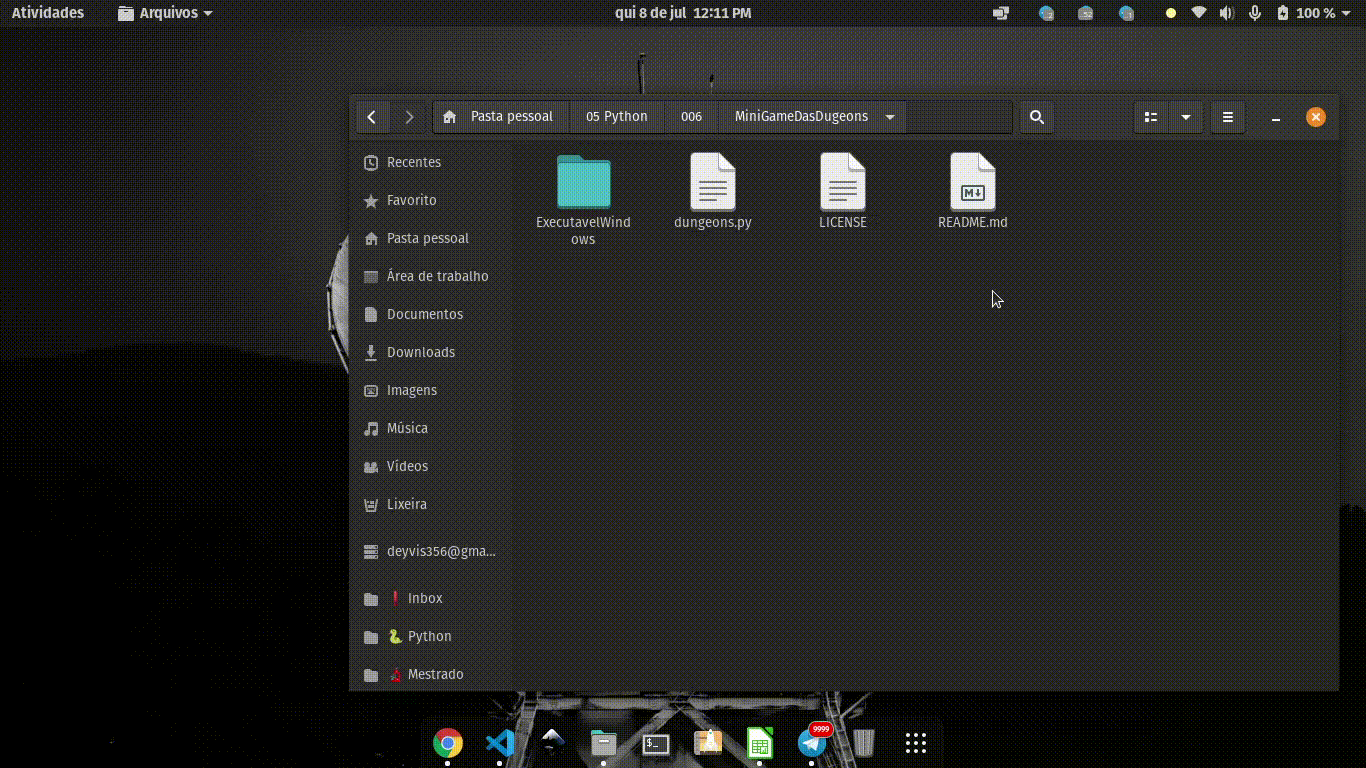 Atividades Arquivos qui 8 de jul 12:11 PM 100 %
Pasta pessoal 05 Python 006 MiniGameDasDugeons
Recentes
Favorito
Pasta pessoal
Área de trabalho
Documentos
Downloads
Imagens
Música
Vídeos
Lixeira
deyvis356@gma...
Inbox
Python
Mestrado
ExecutavelWind
ows
dungeons.py
LICENSE
M↓
README.md
$_
9999